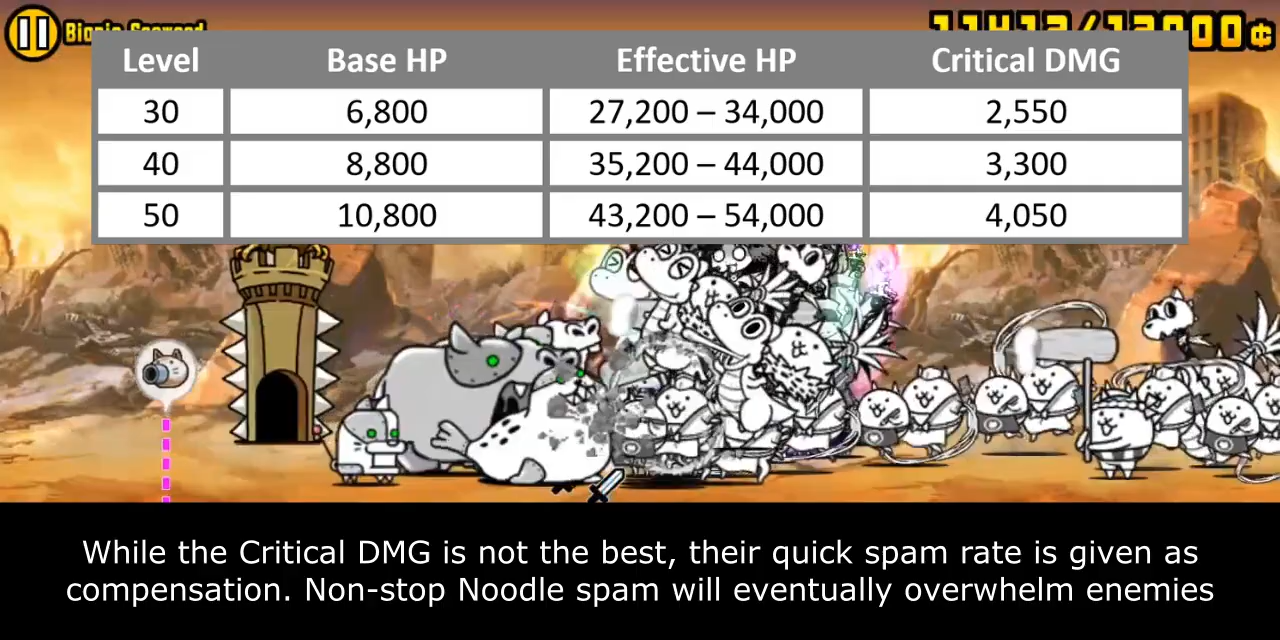 Level Base HP Effective HP Critical DMG
30 6,800 27,200 – 34,000 2,550
40 8,800 35,200 – 44,000 3,300
50 10,800 43,200 – 54,000 4,050
While the Critical DMG is not the best, their quick spam rate is given as
compensation. Non-stop Noodle spam will eventually overwhelm enemies